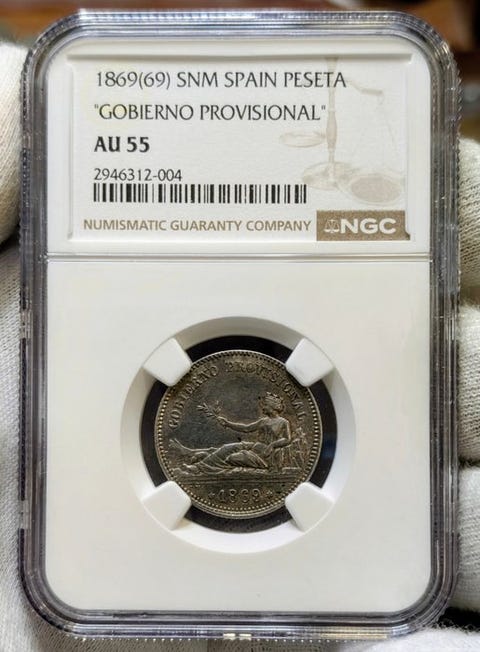 1869(69) SNM SPAIN PESETA
"GOBIERNO PROVISIONAL"
AU 55
2946312-004
NUMISMATIC GUARANTY COMPANY NGC
GOBIERNO PROVISIONAL
1869